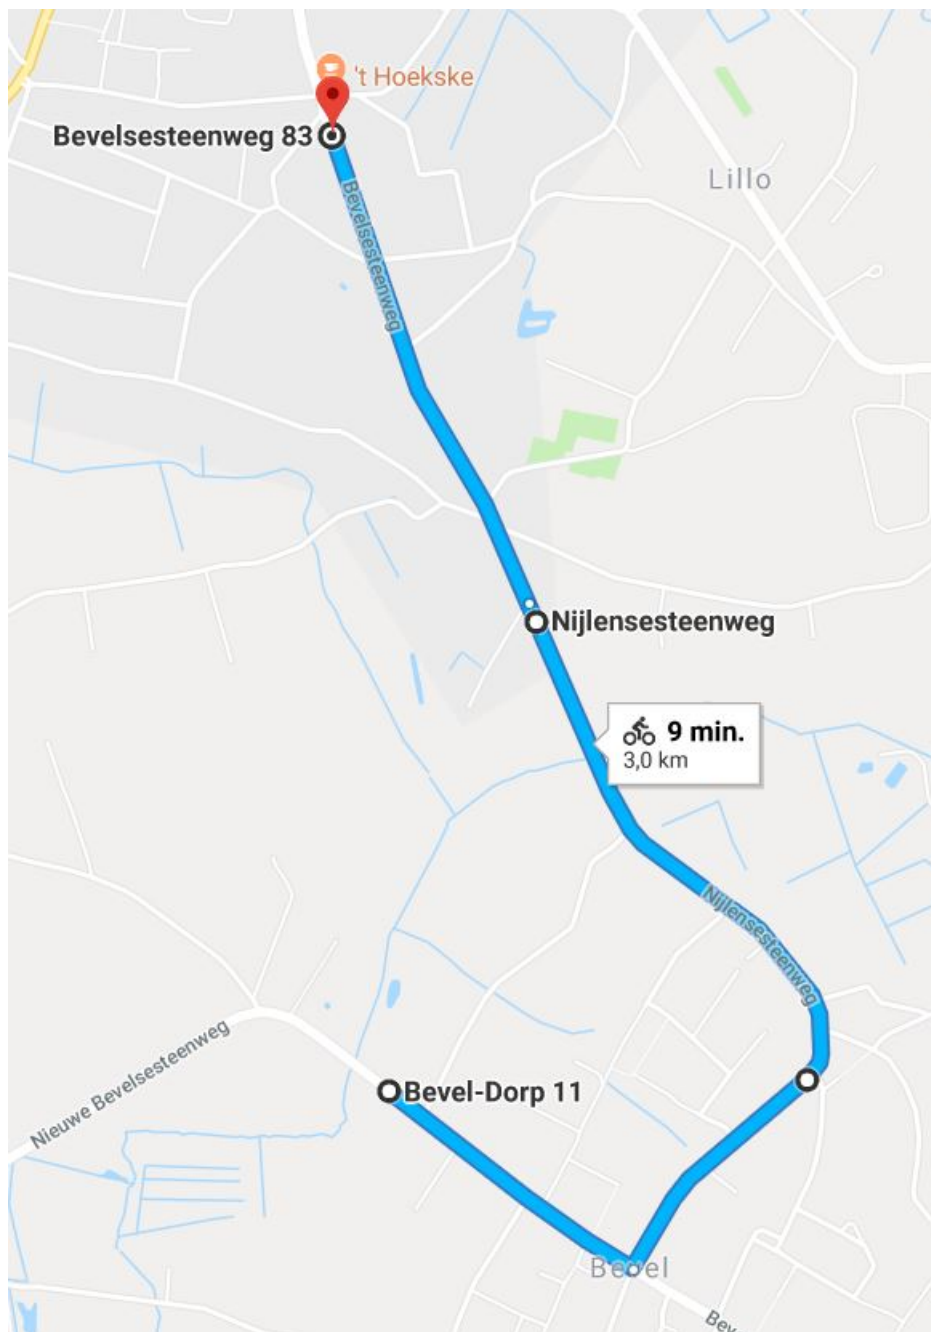 't Hoekske
Bevelsesteenweg 83
Lillo
Bevelsesteenweg
Nijlensesteenweg
9 min.
3,0 km
Nijlensesteenweg
Nieuwe Bevelsesteenweg
Bevel-Dorp 11
Bevel